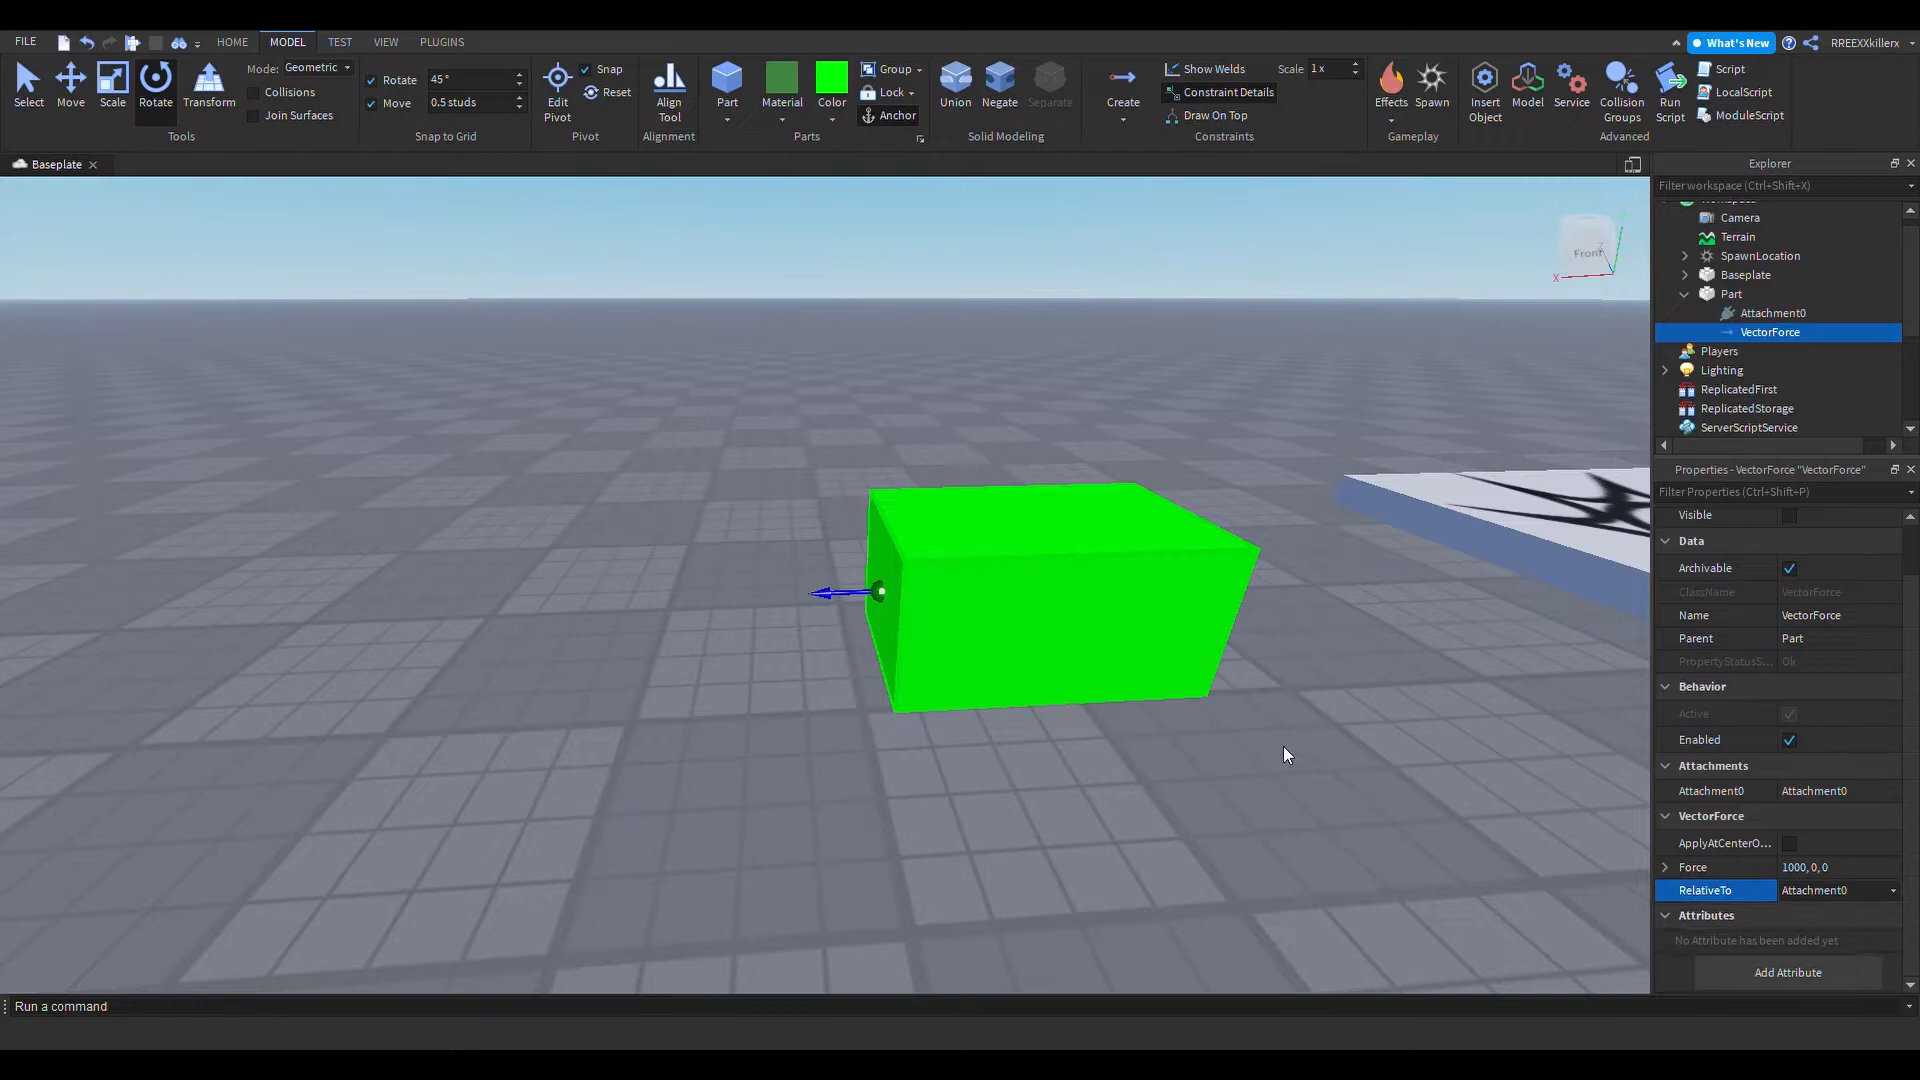 FILE HOME MODEL TEST VIEW PLUGINS What's New RREEXXkillerx
Select Move Scale Rotate Transform
Mode: Geometric
Collisions
Join Surfaces
Tools
Rotate 45°
Move 0.5 studs
Snap to Grid
Edit Pivot
Snap
Reset
Pivot
Align Tool
Alignment
Part Material Color
Group
Lock
Anchor
Parts
Union Negate Separate
Solid Modeling
Create
Show Welds Scale 1 x
Constraint Details
Draw On Top
Constraints
Effects Spawn
Gameplay
Insert Object
Model
Service
Collision Groups
Run Script
Script
LocalScript
ModuleScript
Advanced
Baseplate
Front
X
Z
Explorer
Filter workspace (Ctrl+Shift+X)
Workspace
Camera
Terrain
SpawnLocation
Baseplate
Part
Attachment0
VectorForce
Players
Lighting
ReplicatedFirst
ReplicatedStorage
ServerScriptService
Properties - VectorForce "VectorForce"
Filter Properties (Ctrl+Shift+P)
Visible
Data
Archivable
ClassName VectorForce
Name VectorForce
Parent Part
PropertyStatusS... Ok
Behavior
Active
Enabled
Attachments
Attachment0 Attachment0
VectorForce
ApplyAtCenterO...
Force 1000, 0, 0
RelativeTo Attachment0
Attributes
No Attribute has been added yet
Add Attribute
Run a command